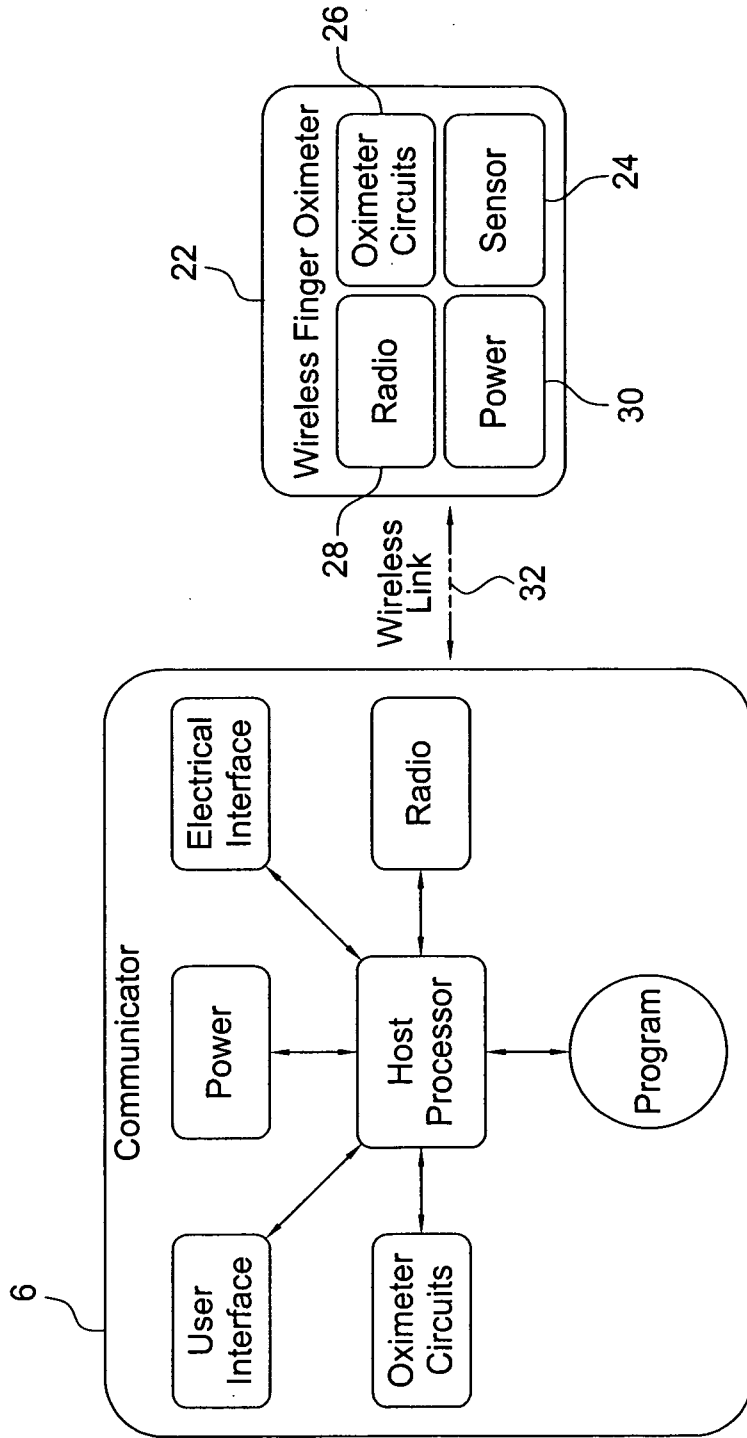 6
Communicator
User
Interface
Power
Electrical
Interface
Oximeter
Circuits
Host
Processor
Radio
Program
Wireless
Link
32
22
Wireless Finger Oximeter
Radio
Oximeter
Circuits
Power
Sensor
28
26
30
24